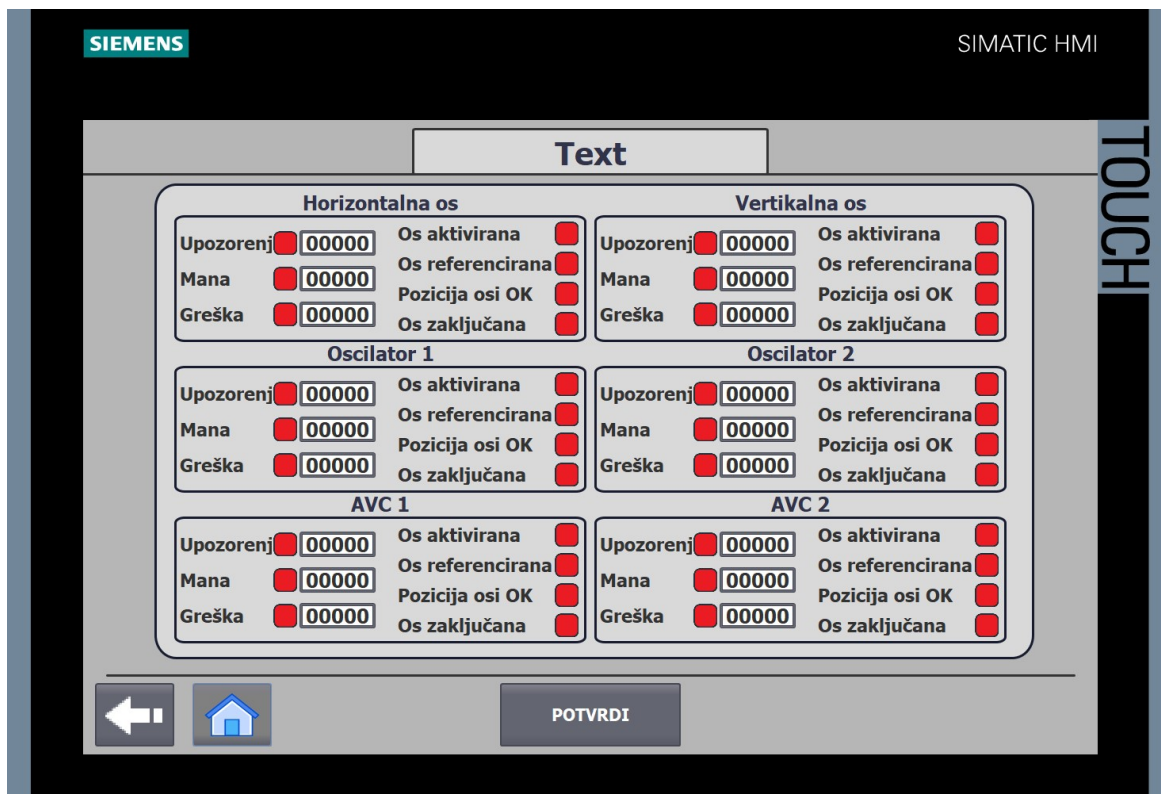 SIEMENS
SIMATIC HMI
TOUCH
Text
Horizontalna os
Upozorenj 00000
Mana 00000
Greška 00000
Os aktivirana
Os referencirana
Pozicija osi OK
Os zaključana
Vertikalna os
Upozorenj 00000
Mana 00000
Greška 00000
Os aktivirana
Os referencirana
Pozicija osi OK
Os zaključana
Oscilator 1
Upozorenj 00000
Mana 00000
Greška 00000
Os aktivirana
Os referencirana
Pozicija osi OK
Os zaključana
Oscilator 2
Upozorenj 00000
Mana 00000
Greška 00000
Os aktivirana
Os referencirana
Pozicija osi OK
Os zaključana
AVC 1
Upozorenj 00000
Mana 00000
Greška 00000
Os aktivirana
Os referencirana
Pozicija osi OK
Os zaključana
AVC 2
Upozorenj 00000
Mana 00000
Greška 00000
Os aktivirana
Os referencirana
Pozicija osi OK
Os zaključana
POTVRDI